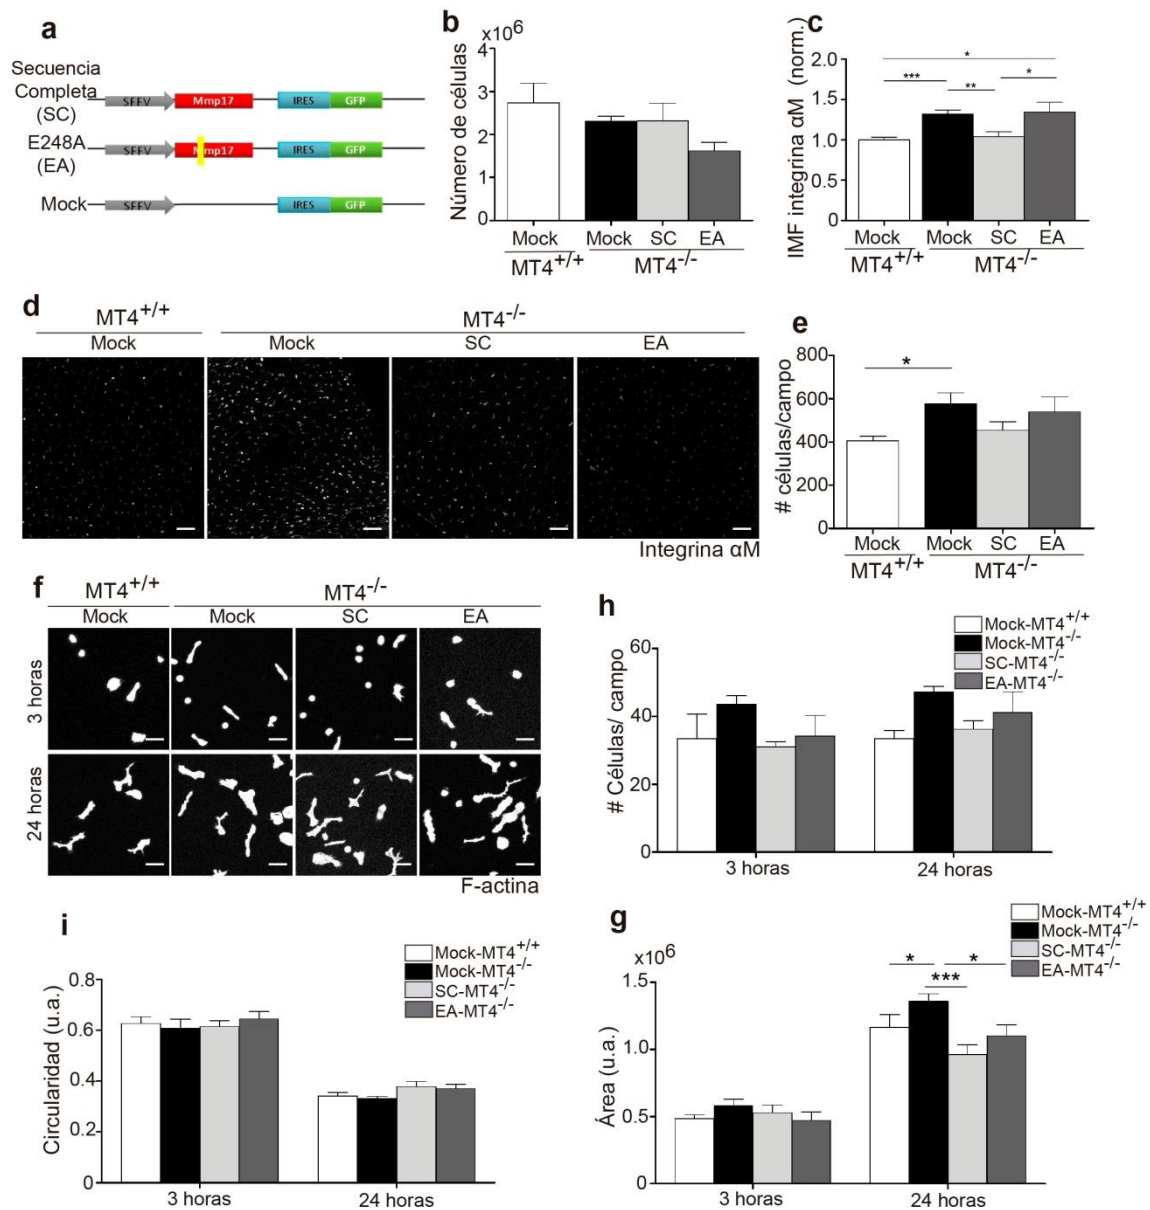 a
Secuencia
Completa
(SC)
SFFV Mmp17 IRES GFP
E248A
(EA)
SFFV Mmp17 IRES GFP
Mock
SFFV IRES GFP
b
x10⁶
Número de células
4
3
2
1
0
Mock Mock SC EA
MT4+/+ MT4-/-
c
IMF integrina αM (norm.)
2.0
1.5
1.0
0.5
0
*
*** ** *
Mock Mock SC EA
MT4+/+ MT4-/-
d
MT4+/+ MT4-/-
Mock Mock SC EA
Integrina αM
e
# células/campo
800
600
400
200
0
*
Mock Mock SC EA
MT4+/+ MT4-/-
f
MT4+/+ MT4-/-
Mock Mock SC EA
3 horas
24 horas
F-actina
h
Mock-MT4+/+
Mock-MT4-/-
SC-MT4-/-
EA-MT4-/-
# Células/ campo
60
40
20
0
3 horas 24 horas
i
Mock-MT4+/+
Mock-MT4-/-
SC-MT4-/-
EA-MT4-/-
Circularidad (u.a.)
0.8
0.6
0.4
0.2
0
3 horas 24 horas
g
Mock-MT4+/+
Mock-MT4-/-
SC-MT4-/-
EA-MT4-/-
x10⁶
Área (u.a.)
1.5
1.0
0.5
0
* *
***
3 horas 24 horas